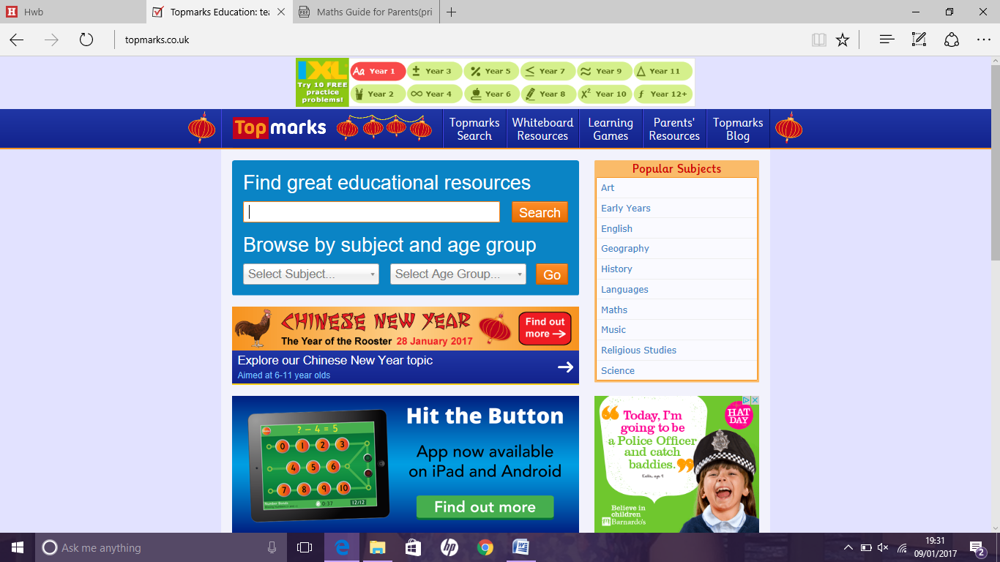 Hwb
Topmarks Education: tea
Maths Guide for Parents(pri
topmarks.co.uk
IXL
Try 10 FREE
practice
problems!
Aa Year 1
± Year 3
% Year 5
≤ Year 7
≈ Year 9
Δ Year 11
Year 2
∞ Year 4
Year 6
Year 8
x² Year 10
ƒ Year 12+
Topmarks
Topmarks
Search
Whiteboard
Resources
Learning
Games
Parents'
Resources
Topmarks
Blog
Find great educational resources
Search
Browse by subject and age group
Select Subject...
Select Age Group...
Go
CHINESE NEW YEAR
The Year of the Rooster 28 January 2017
Find out
more →
Explore our Chinese New Year topic
Aimed at 6-11 year olds
? − 4 = 5
0 1 2 3
4 5 6
7 8 9 10
Number Bonds
0:37
12/12
Hit the Button
App now available
on iPad and Android
Find out more
Popular Subjects
Art
Early Years
English
Geography
History
Languages
Maths
Music
Religious Studies
Science
“Today, I'm
going to be
a Police Officer
and catch
baddies.”
HAT
DAY
Believe in
children
Barnardo's
Ask me anything
hp
19:31
09/01/2017
2